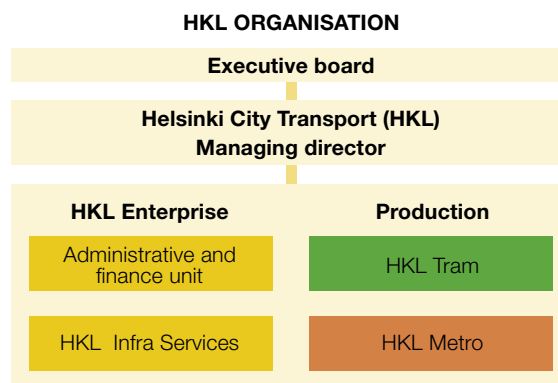 HKL ORGANISATION
Executive board
Helsinki City Transport (HKL)
Managing director
HKL Enterprise
Production
Administrative and
finance unit
HKL Tram
HKL Infra Services
HKL Metro